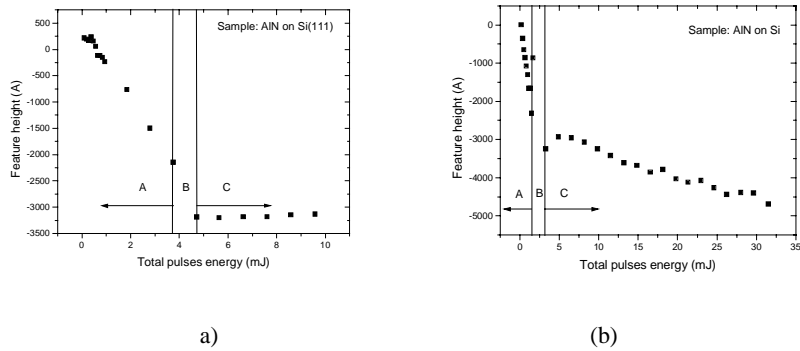 Sample: AlN on Si(111)
Feature height (A)
500
0
-500
-1000
-1500
-2000
-2500
-3000
-3500
A
B
C
0
2
4
6
8
10
Total pulses energy (mJ)
a)
Sample: AlN on Si
Feature height (A)
0
-1000
-2000
-3000
-4000
-5000
A
B
C
0
5
10
15
20
25
30
35
Total pulses energy (mJ)
(b)